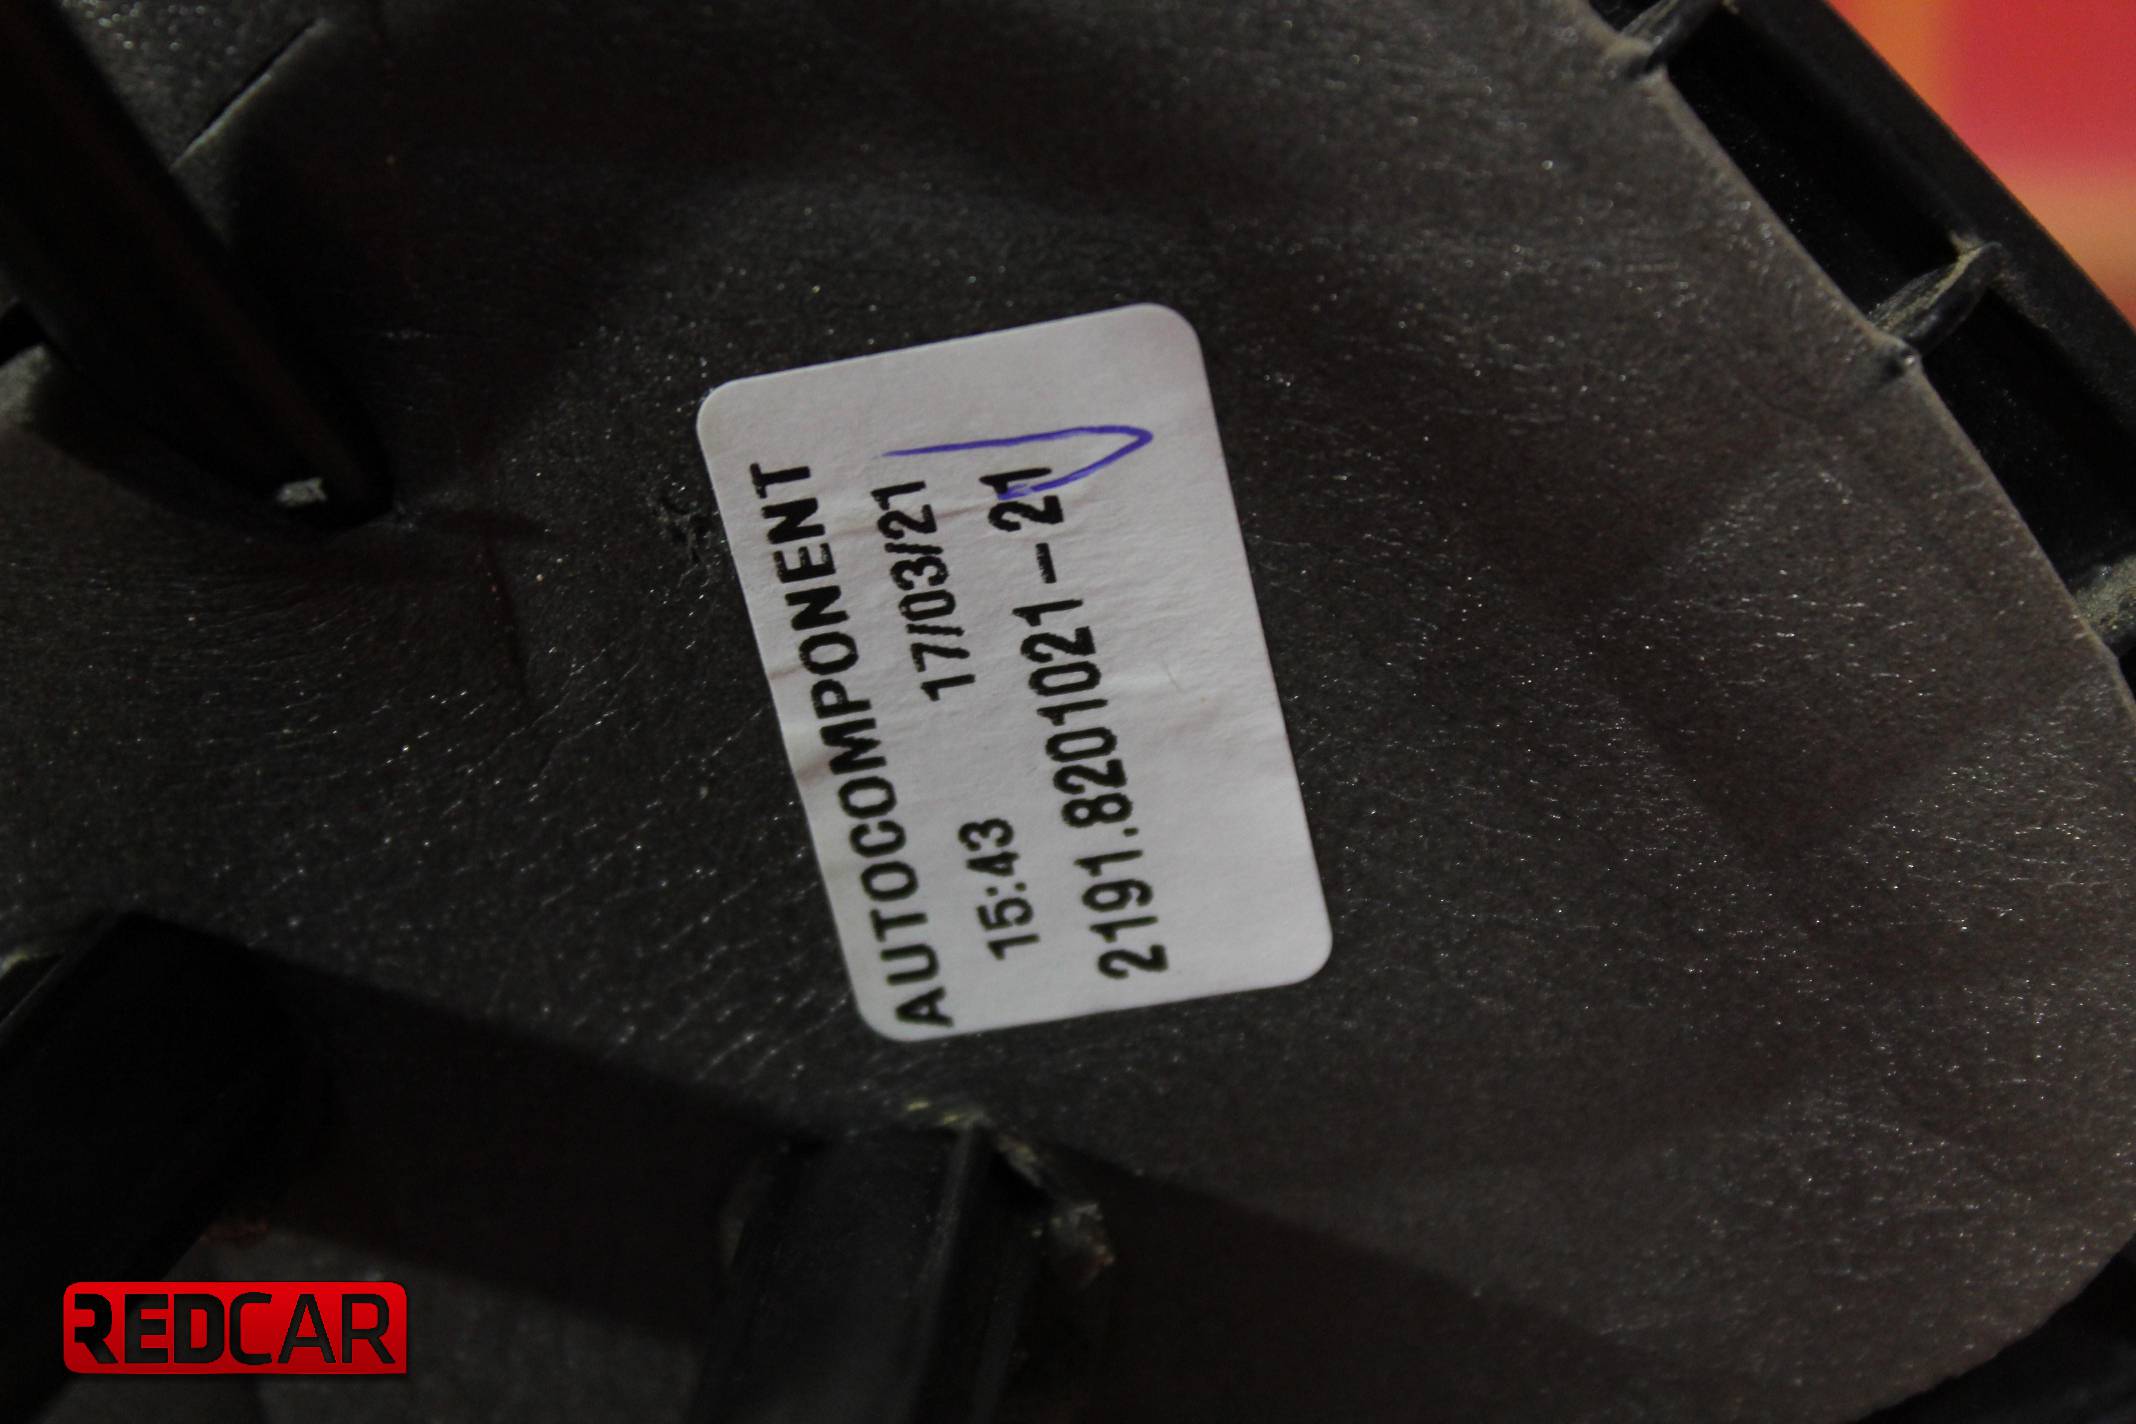 AUTOCOMPONENT
15:43 17/03/21
2191.8201021-21
REDCAR